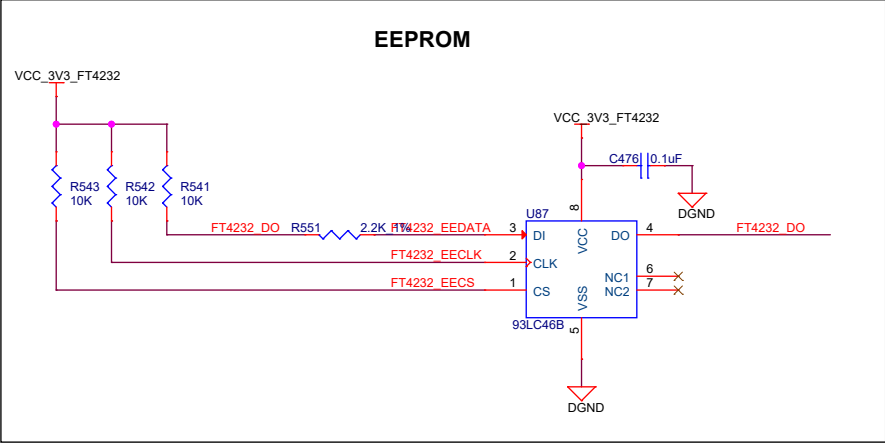 EEPROM
VCC_3V3_FT4232
VCC_3V3_FT4232
C476 0.1uF
R543
10K
R542
10K
R541
10K
DGND
U87
8
FT4232_DO R551 2.2K_1% FT4232_EEDATA 3 DI VCC DO 4 FT4232_DO
FT4232_EECLK 2 CLK
NC1 6
FT4232_EECS 1 CS
NC2 7
VSS
93LC46B
5
DGND